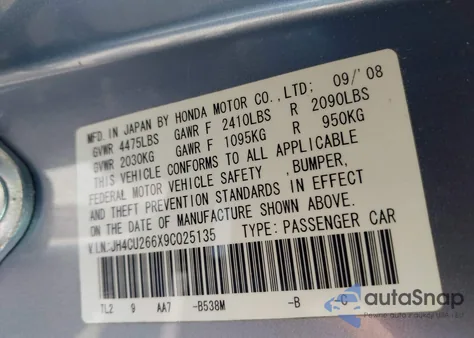 MFD. IN JAPAN BY HONDA MOTOR CO.,LTD; 09/'08
GVWR 4475LBS GAWR F 2410LBS R 2090LBS
GVWR 2030KG GAWR F 1095KG R 950KG
THIS VEHICLE CONFORMS TO ALL APPLICABLE
FEDERAL MOTOR VEHICLE SAFETY ,BUMPER,
AND THEFT PREVENTION STANDARDS IN EFFECT
ON THE DATE OF MANUFACTURE SHOWN ABOVE.
V.I.N.:JH4CU266X9C025135 TYPE: PASSENGER CAR
TL2 9 AA7 -B538M -B -C
autoSnap